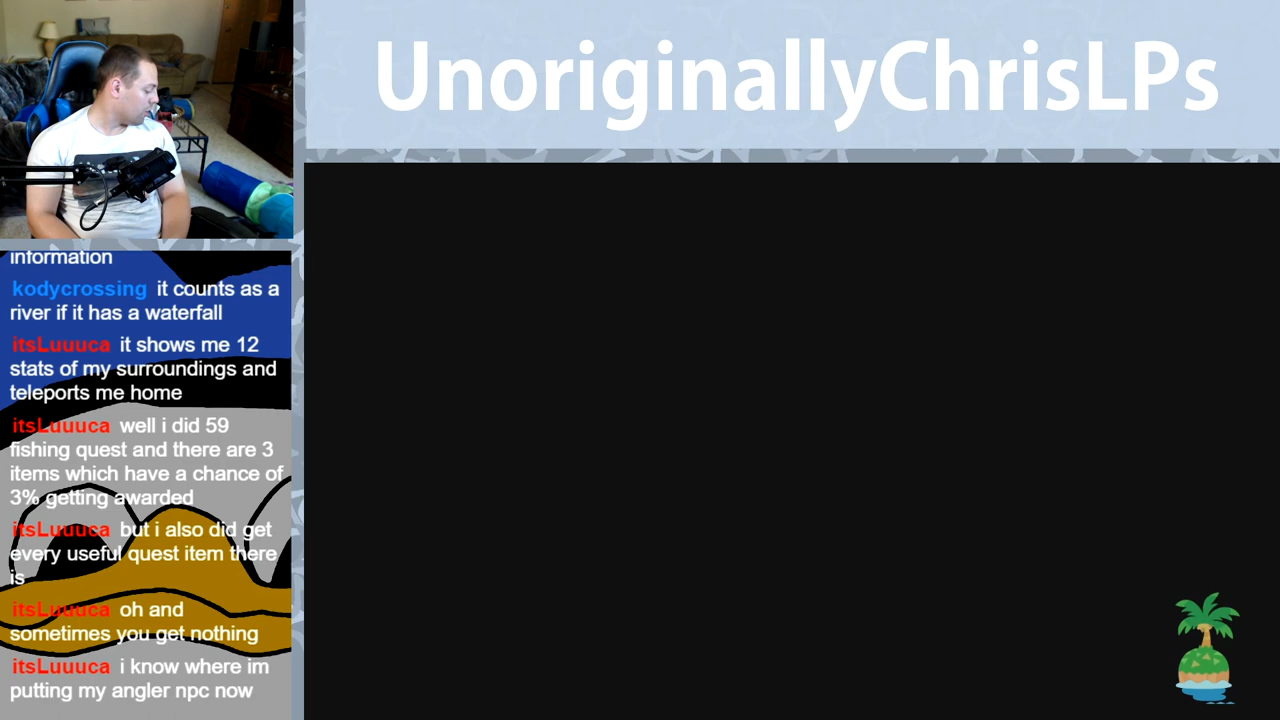 UnoriginallyChrisLPs
information
kodycrossing it counts as a
river if it has a waterfall
itsLuuuca it shows me 12
stats of my surroundings and
teleports me home
itsLuuuca well i did 59
fishing quest and there are 3
items which have a chance of
3% getting awarded
itsLuuuca but i also did get
every useful quest item there
is
itsLuuuca oh and
sometimes you get nothing
itsLuuuca i know where im
putting my angler npc now